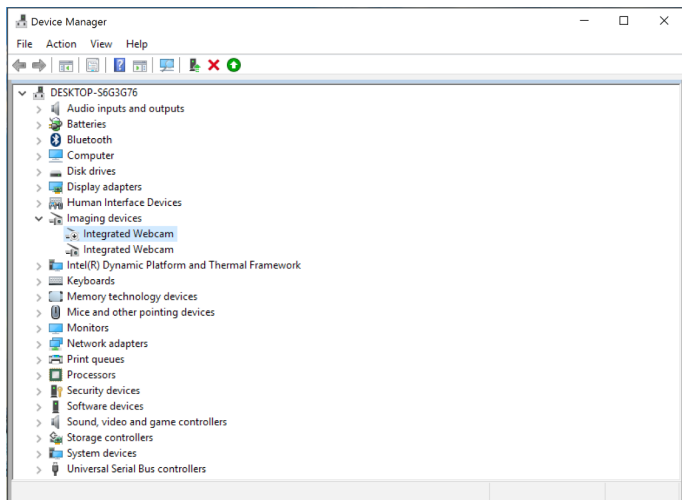 Device Manager
File Action View Help
DESKTOP-S6G3G76
Audio inputs and outputs
Batteries
Bluetooth
Computer
Disk drives
Display adapters
Human Interface Devices
Imaging devices
Integrated Webcam
Integrated Webcam
Intel(R) Dynamic Platform and Thermal Framework
Keyboards
Memory technology devices
Mice and other pointing devices
Monitors
Network adapters
Print queues
Processors
Security devices
Software devices
Sound, video and game controllers
Storage controllers
System devices
Universal Serial Bus controllers